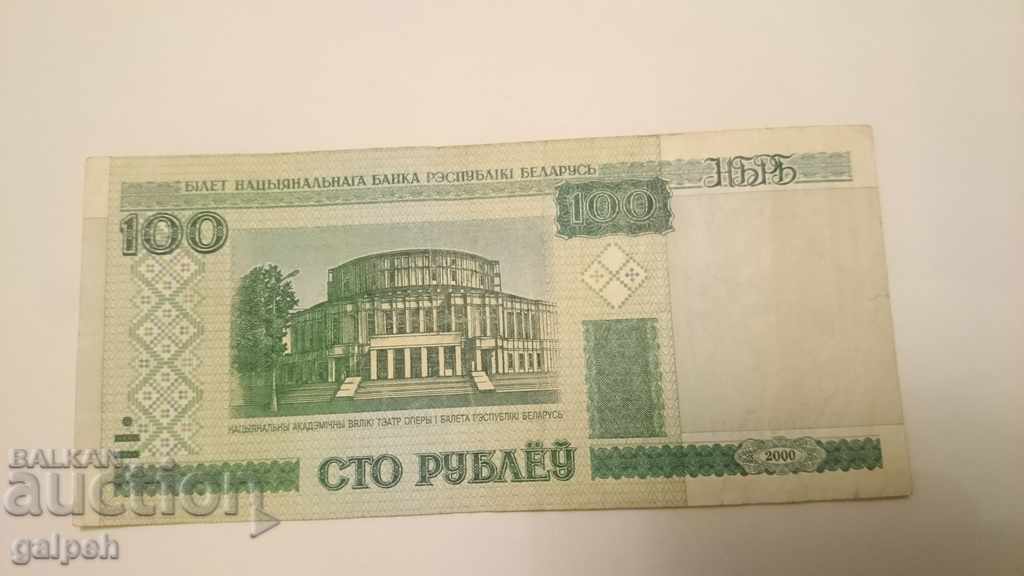 БІЛЕТ НАЦЫЯНАЛЬНАГА БАНКА РЭСПУБЛІКІ БЕЛАРУСЬ
НБРБ
100
100
НАЦЫЯНАЛЬНЫ АКАДЭМІЧНЫ ВЯЛІКІ ТЭАТР ОПЕРЫ І БАЛЕТА РЭСПУБЛІКІ БЕЛАРУСЬ
СТО РУБЛЁЎ
2000
BALKAN
auction
galpeh